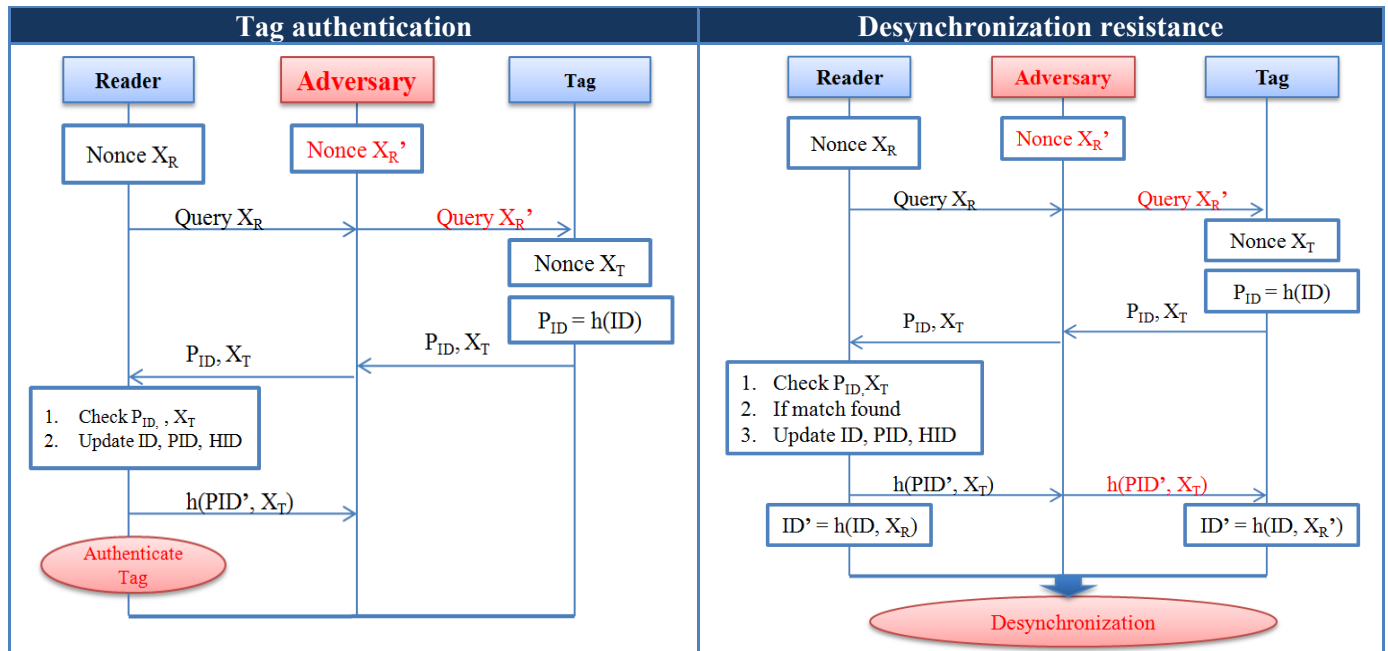 Tag authentication
Reader
Adversary
Tag
Nonce X_R
Nonce X_R’
Query X_R
Query X_R’
Nonce X_T
P_ID = h(ID)
P_ID, X_T
P_ID, X_T
1. Check P_ID, , X_T
2. Update ID, PID, HID
h(PID’, X_T)
Authenticate
Tag
Desynchronization resistance
Reader
Adversary
Tag
Nonce X_R
Nonce X_R’
Query X_R
Query X_R’
Nonce X_T
P_ID = h(ID)
P_ID, X_T
P_ID, X_T
1. Check P_ID,X_T
2. If match found
3. Update ID, PID, HID
h(PID’, X_T)
h(PID’, X_T)
ID’ = h(ID, X_R)
ID’ = h(ID, X_R’)
Desynchronization